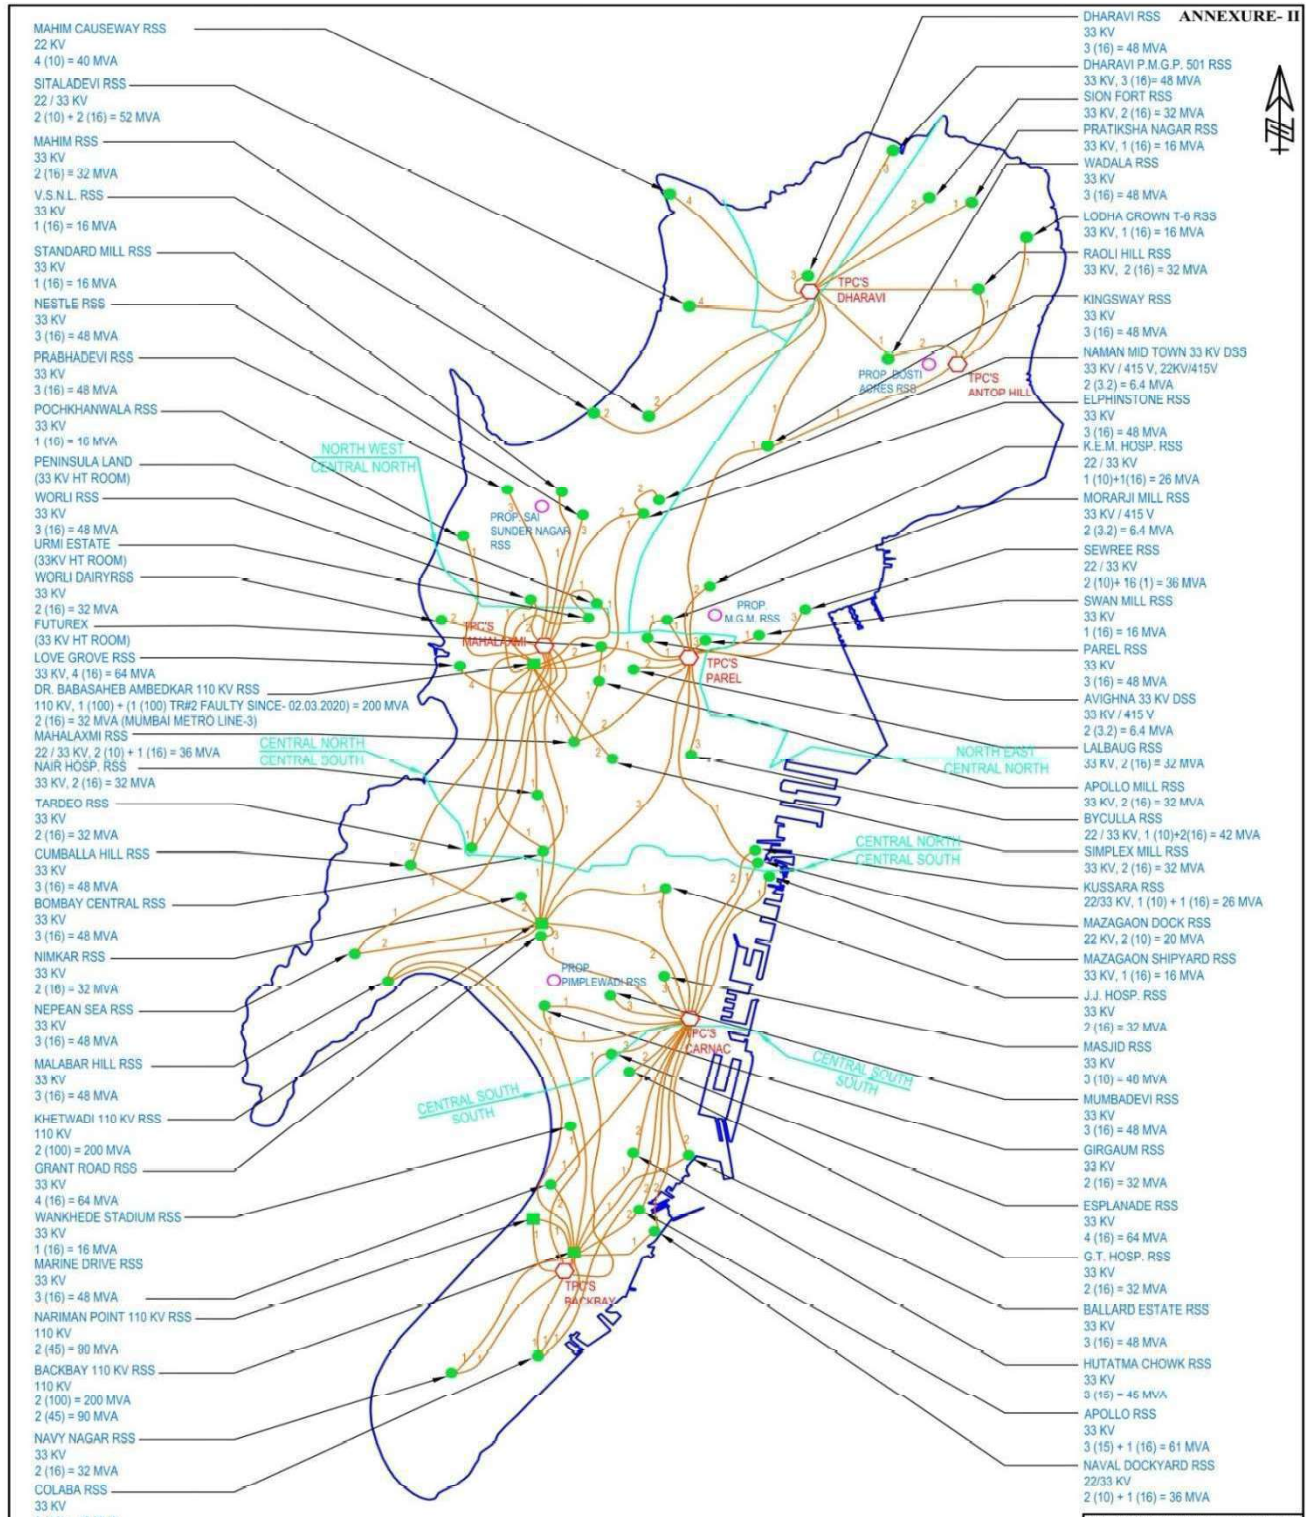 ANNEXURE- II
MAHIM CAUSEWAY RSS
22 KV
4 (10) = 40 MVA
SITALADEVI RSS
22 / 33 KV
2 (10) + 2 (16) = 52 MVA
MAHIM RSS
33 KV
2 (16) = 32 MVA
V.S.N.L. RSS
33 KV
1 (16) = 16 MVA
STANDARD MILL RSS
33 KV
1 (16) = 16 MVA
NESTLE RSS
33 KV
3 (16) = 48 MVA
PRABHADEVI RSS
33 KV
3 (16) = 48 MVA
POCHKHANWALA RSS
33 KV
1 (16) = 16 MVA
PENINSULA LAND
(33 KV HT ROOM)
WORLI RSS
33 KV
3 (16) = 48 MVA
URMI ESTATE
(33KV HT ROOM)
WORLI DAIRYRSS
33 KV
2 (16) = 32 MVA
FUTUREX
(33 KV HT ROOM)
LOVE GROVE RSS
33 KV, 4 (16) = 64 MVA
DR. BABASAHEB AMBEDKAR 110 KV RSS
110 KV, 1 (100) + (1 (100) TR#2 FAULTY SINCE- 02.03.2020) = 200 MVA
2 (16) = 32 MVA (MUMBAI METRO LINE-3)
MAHALAXMI RSS
22 / 33 KV, 2 (10) + 1 (16) = 36 MVA
NAIR HOSP. RSS
33 KV, 2 (16) = 32 MVA
TARDEO RSS
33 KV
2 (16) = 32 MVA
CUMBALLA HILL RSS
33 KV
3 (16) = 48 MVA
BOMBAY CENTRAL RSS
33 KV
3 (16) = 48 MVA
NIMKAR RSS
33 KV
2 (16) = 32 MVA
NEPEAN SEA RSS
33 KV
3 (16) = 48 MVA
MALABAR HILL RSS
33 KV
3 (16) = 48 MVA
KHETWADI 110 KV RSS
110 KV
2 (100) = 200 MVA
GRANT ROAD RSS
33 KV
4 (16) = 64 MVA
WANKHEDE STADIUM RSS
33 KV
1 (16) = 16 MVA
MARINE DRIVE RSS
33 KV
3 (16) = 48 MVA
NARIMAN POINT 110 KV RSS
110 KV
2 (45) = 90 MVA
BACKBAY 110 KV RSS
110 KV
2 (100) = 200 MVA
2 (45) = 90 MVA
NAVY NAGAR RSS
33 KV
2 (16) = 32 MVA
COLABA RSS
33 KV
TPC'S
DHARAVI
PROP. DOSTI
ACRES RSS
TPC'S
ANTOP HILL
NORTH WEST
CENTRAL NORTH
PROP. SAI
SUNDER NAGAR
RSS
PROP.
M.G.M. RSS
TPC'S
MAHALAXMI
TPC'S
PAREL
CENTRAL NORTH
CENTRAL SOUTH
NORTH EAST
CENTRAL NORTH
CENTRAL NORTH
CENTRAL SOUTH
PROP.
PIMPLEWADI RSS
TPC'S
CARNAC
CENTRAL SOUTH
SOUTH
CENTRAL SOUTH
SOUTH
TPC'S
BACKBAY
DHARAVI RSS
33 KV
3 (16) = 48 MVA
DHARAVI P.M.G.P. 501 RSS
33 KV, 3 (16)= 48 MVA
SION FORT RSS
33 KV, 2 (16) = 32 MVA
PRATIKSHA NAGAR RSS
33 KV, 1 (16) = 16 MVA
WADALA RSS
33 KV
3 (16) = 48 MVA
LODHA CROWN T-6 RSS
33 KV, 1 (16) = 16 MVA
RAOLI HILL RSS
33 KV, 2 (16) = 32 MVA
KINGSWAY RSS
33 KV
3 (16) = 48 MVA
NAMAN MID TOWN 33 KV DSS
33 KV / 415 V, 22KV/415V
2 (3.2) = 6.4 MVA
ELPHINSTONE RSS
33 KV
3 (16) = 48 MVA
K.E.M. HOSP. RSS
22 / 33 KV
1 (10)+1(16) = 26 MVA
MORARJI MILL RSS
33 KV / 415 V
2 (3.2) = 6.4 MVA
SEWREE RSS
22 / 33 KV
2 (10)+ 16 (1) = 36 MVA
SWAN MILL RSS
33 KV
1 (16) = 16 MVA
PAREL RSS
33 KV
3 (16) = 48 MVA
AVIGHNA 33 KV DSS
33 KV / 415 V
2 (3.2) = 6.4 MVA
LALBAUG RSS
33 KV, 2 (16) = 32 MVA
APOLLO MILL RSS
33 KV, 2 (16) = 32 MVA
BYCULLA RSS
22 / 33 KV, 1 (10)+2(16) = 42 MVA
SIMPLEX MILL RSS
33 KV, 2 (16) = 32 MVA
KUSSARA RSS
22/33 KV, 1 (10) + 1 (16) = 26 MVA
MAZAGAON DOCK RSS
22 KV, 2 (10) = 20 MVA
MAZAGAON SHIPYARD RSS
33 KV, 1 (16) = 16 MVA
J.J. HOSP. RSS
33 KV
2 (16) = 32 MVA
MASJID RSS
33 KV
3 (16) = 48 MVA
MUMBADEVI RSS
33 KV
3 (16) = 48 MVA
GIRGAUM RSS
33 KV
2 (16) = 32 MVA
ESPLANADE RSS
33 KV
4 (16) = 64 MVA
G.T. HOSP. RSS
33 KV
2 (16) = 32 MVA
BALLARD ESTATE RSS
33 KV
3 (16) = 48 MVA
HUTATMA CHOWK RSS
33 KV
APOLLO RSS
33 KV
3 (15) + 1 (16) = 61 MVA
NAVAL DOCKYARD RSS
22/33 KV
2 (10) + 1 (16) = 36 MVA